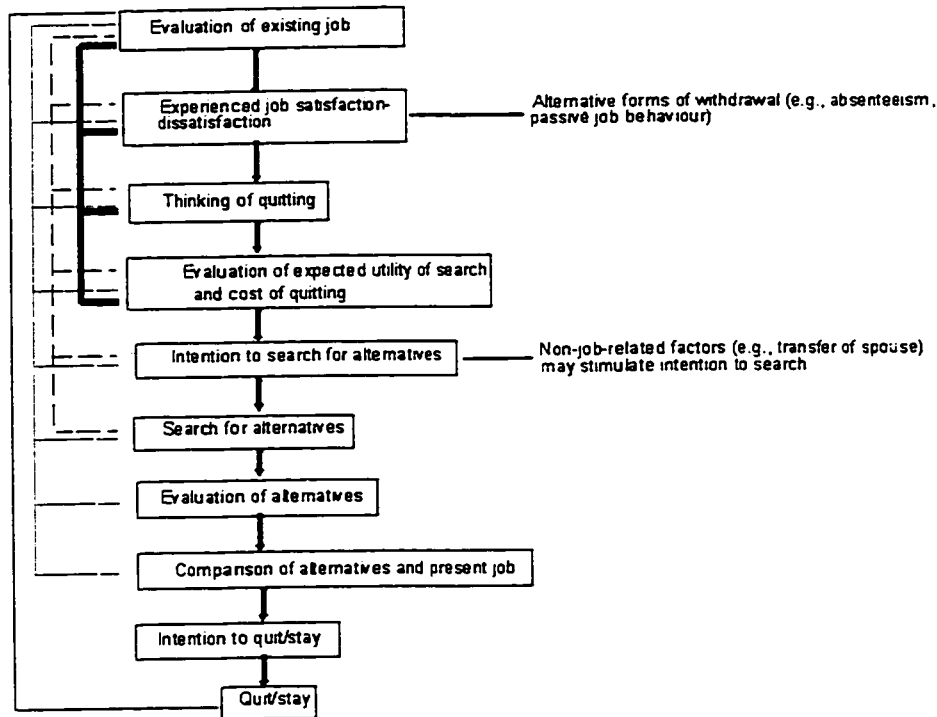 Evaluation of existing job
Experienced job satisfaction-
dissatisfaction
Alternative forms of withdrawal (e.g., absenteeism,
passive job behaviour)
Thinking of quitting
Evaluation of expected utility of search
and cost of quitting
Intention to search for alternatives
Non-job-related factors (e.g., transfer of spouse)
may stimulate intention to search
Search for alternatives
Evaluation of alternatives
Comparison of alternatives and present job
Intention to quit/stay
Quit/stay